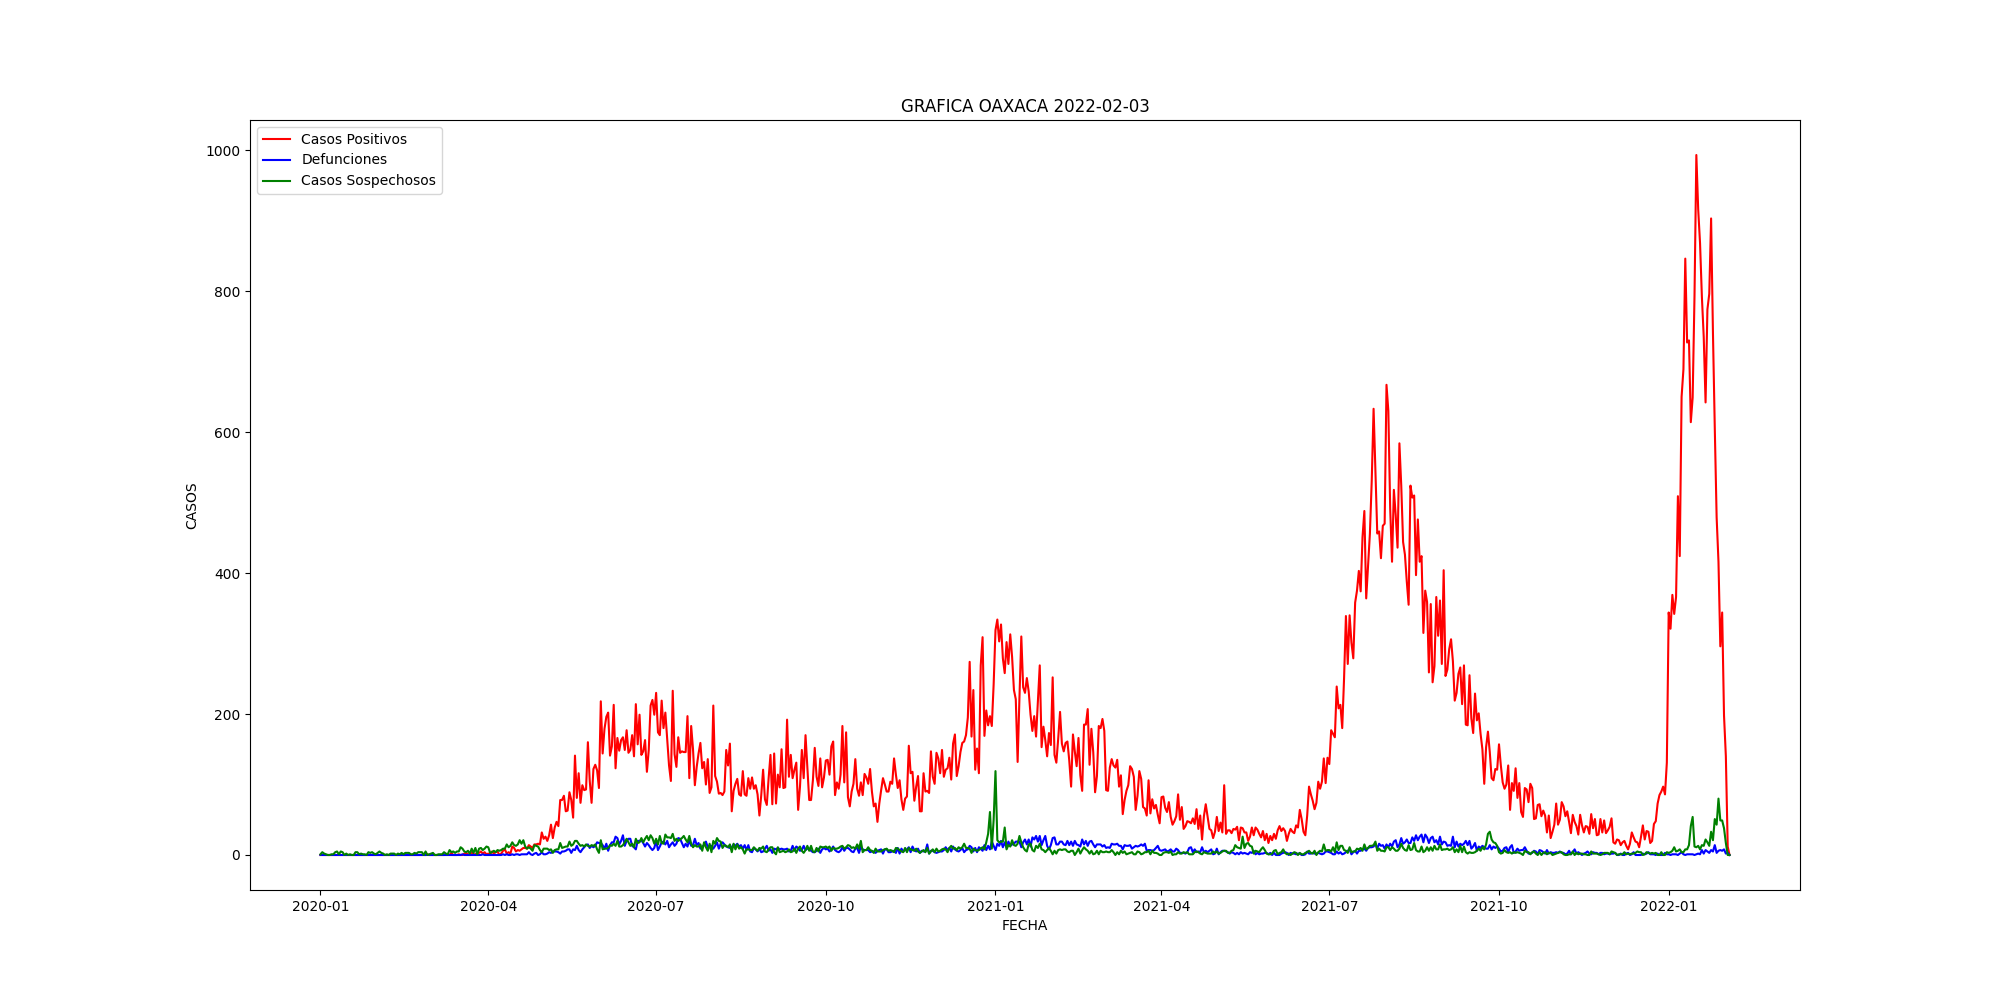 GRAFICA OAXACA 2022-02-03
Casos Positivos
Defunciones
Casos Sospechosos
1000
800
600
400
200
0
CASOS
2020-01 2020-04 2020-07 2020-10 2021-01 2021-04 2021-07 2021-10 2022-01
FECHA